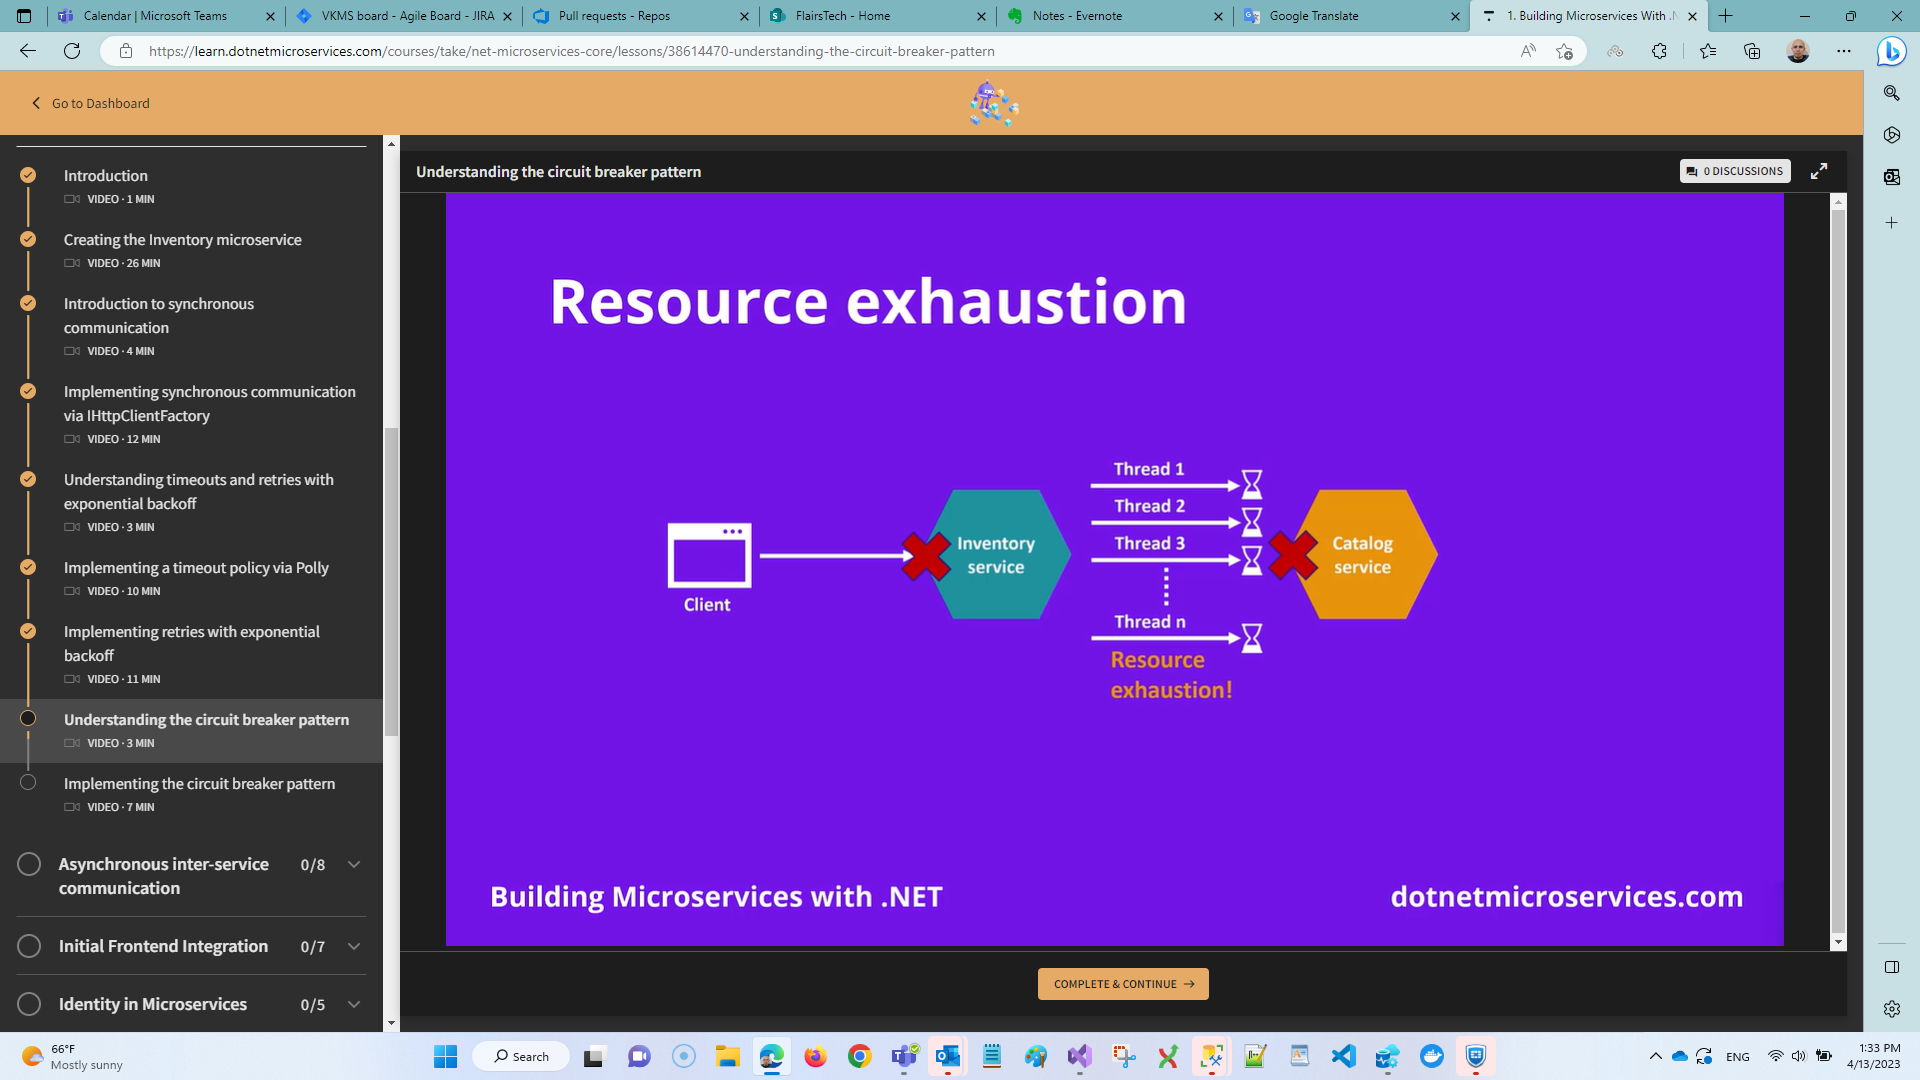 Calendar | Microsoft Teams
VKMS board - Agile Board - JIRA
Pull requests - Repos
FlairsTech - Home
Notes - Evernote
Google Translate
1. Building Microservices With .N
https://learn.dotnetmicroservices.com/courses/take/net-microservices-core/lessons/38614470-understanding-the-circuit-breaker-pattern
Go to Dashboard
Introduction
VIDEO · 1 MIN
Creating the Inventory microservice
VIDEO · 26 MIN
Introduction to synchronous
communication
VIDEO · 4 MIN
Implementing synchronous communication
via IHttpClientFactory
VIDEO · 12 MIN
Understanding timeouts and retries with
exponential backoff
VIDEO · 3 MIN
Implementing a timeout policy via Polly
VIDEO · 10 MIN
Implementing retries with exponential
backoff
VIDEO · 11 MIN
Understanding the circuit breaker pattern
VIDEO · 3 MIN
Implementing the circuit breaker pattern
VIDEO · 7 MIN
Asynchronous inter-service
communication
0/8
Initial Frontend Integration 0/7
Identity in Microservices 0/5
Understanding the circuit breaker pattern
0 DISCUSSIONS
Resource exhaustion
Client
Inventory
service
Thread 1
Thread 2
Thread 3
Thread n
Resource
exhaustion!
Catalog
service
Building Microservices with .NET
dotnetmicroservices.com
COMPLETE & CONTINUE
66°F
Mostly sunny
Search
ENG
1:33 PM
4/13/2023